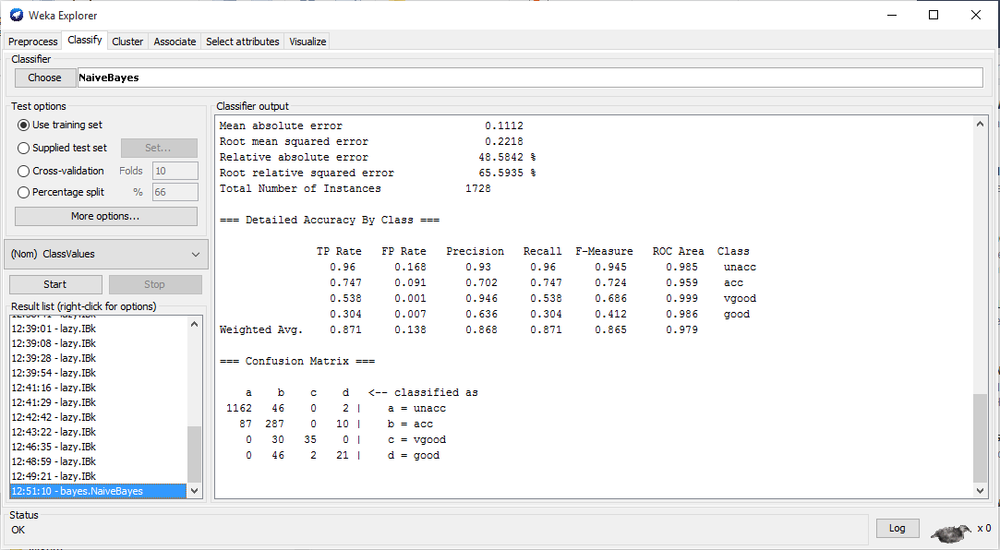 Weka Explorer
Preprocess Classify Cluster Associate Select attributes Visualize
Classifier
Choose NaiveBayes
Test options
Use training set
Supplied test set Set...
Cross-validation Folds 10
Percentage split % 66
More options...
(Nom) ClassValues
Start Stop
Result list (right-click for options)
12:39:01 - lazy.IBk
12:39:08 - lazy.IBk
12:39:28 - lazy.IBk
12:39:54 - lazy.IBk
12:41:16 - lazy.IBk
12:41:29 - lazy.IBk
12:42:42 - lazy.IBk
12:43:22 - lazy.IBk
12:46:35 - lazy.IBk
12:48:59 - lazy.IBk
12:49:21 - lazy.IBk
12:51:10 - bayes.NaiveBayes
Classifier output
Mean absolute error 0.1112
Root mean squared error 0.2218
Relative absolute error 48.5842 %
Root relative squared error 65.5935 %
Total Number of Instances 1728
=== Detailed Accuracy By Class ===
TP Rate FP Rate Precision Recall F-Measure ROC Area Class
0.96 0.168 0.93 0.96 0.945 0.985 unacc
0.747 0.091 0.702 0.747 0.724 0.959 acc
0.538 0.001 0.946 0.538 0.686 0.999 vgood
0.304 0.007 0.636 0.304 0.412 0.986 good
Weighted Avg. 0.871 0.138 0.868 0.871 0.865 0.979
=== Confusion Matrix ===
a b c d <-- classified as
1162 46 0 2 | a = unacc
87 287 0 10 | b = acc
0 30 35 0 | c = vgood
0 46 2 21 | d = good
Status
OK
Log x 0